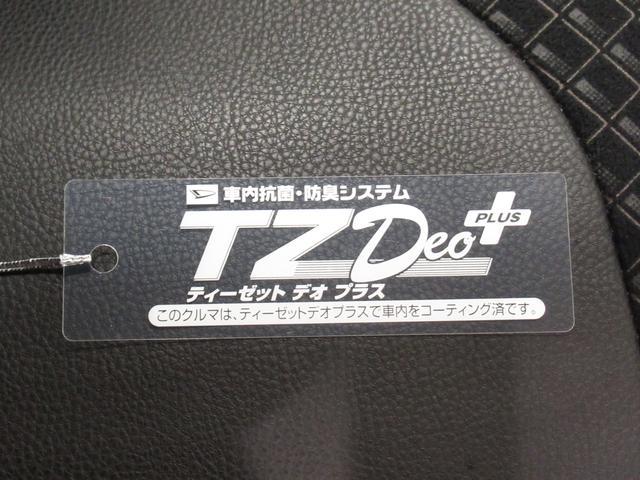 車内抗菌・防臭システム
TZ Deo PLUS
ティーゼット デオ プラス
このクルマは、ティーゼットデオプラスで車内をコーティング済です。